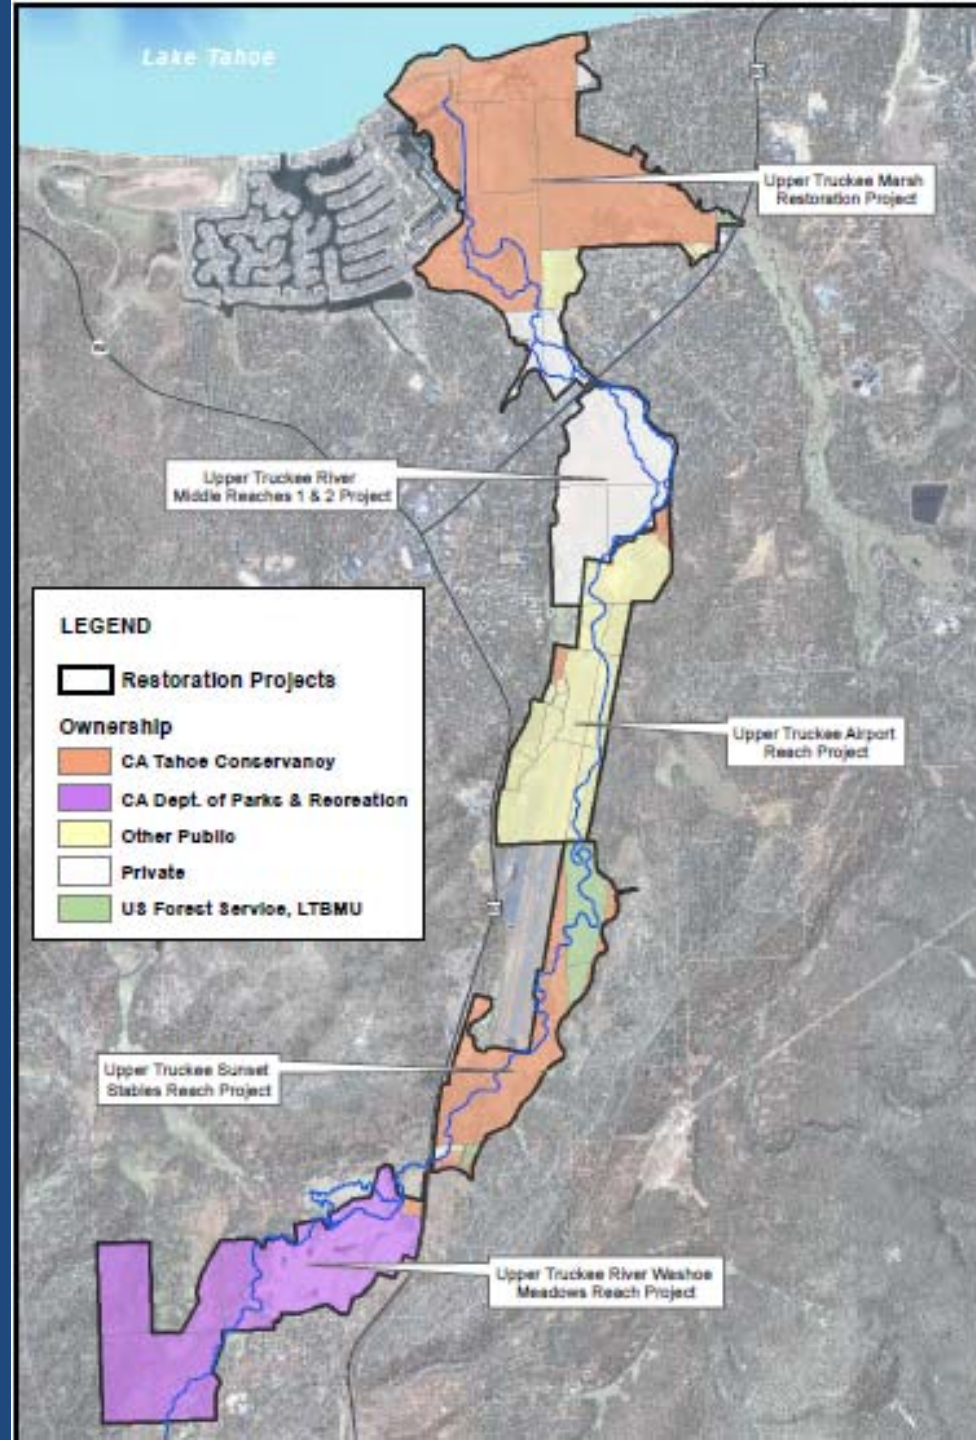 Lake Tahoe
Upper Truckee Marsh
Restoration Project
Upper Truckee River
Middle Reaches 1 & 2 Project
LEGEND
Restoration Projects
Ownership
CA Tahoe Conservancy
CA Dept. of Parks & Recreation
Other Public
Private
US Forest Service, LTBMU
Upper Truckee Airport
Reach Project
Upper Truckee Sunset
Stables Reach Project
Upper Truckee River Washoe
Meadows Reach Project